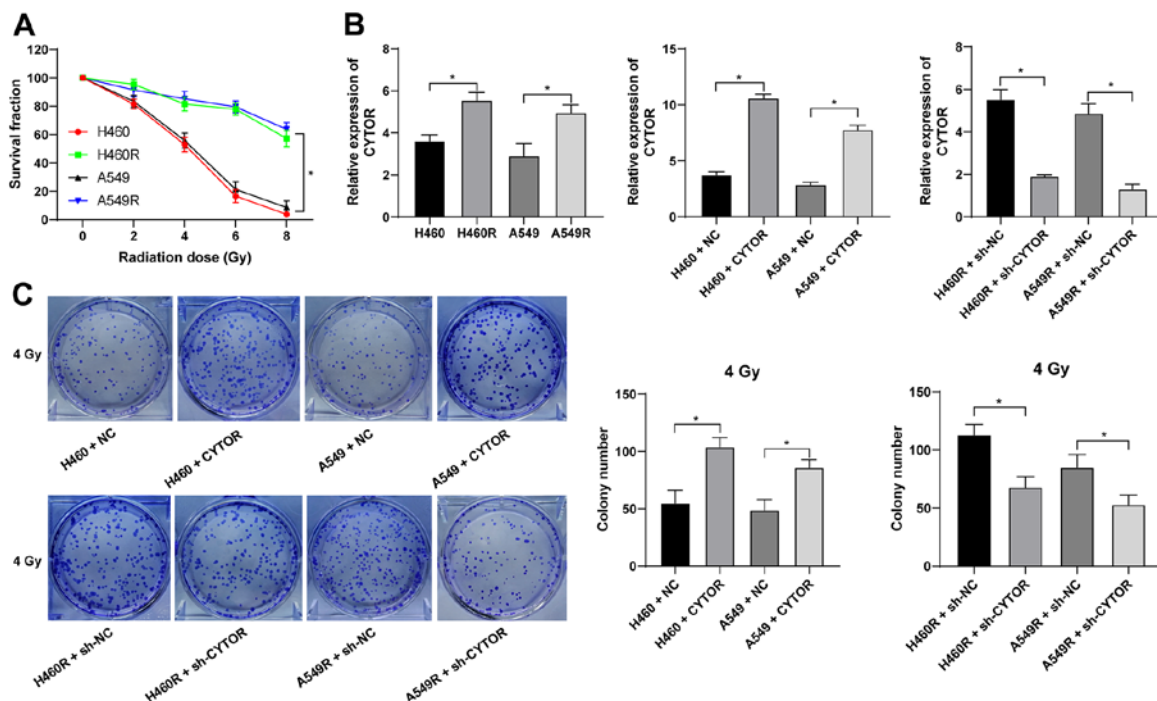 A
Survival fraction
120
100
80
60
40
20
0
H460
H460R
A549
A549R
*
0 2 4 6 8
Radiation dose (Gy)
B
Relative expression of
CYTOR
6
4
2
0
*
*
H460 H460R A549 A549R
Relative expression of
CYTOR
15
10
5
0
*
*
H460 + NC
H460 + CYTOR
A549 + NC
A549 + CYTOR
Relative expression of
CYTOR
8
6
4
2
0
*
*
H460R + sh-NC
H460R + sh-CYTOR
A549R + sh-NC
A549R + sh-CYTOR
C
4 Gy
H460 + NC
H460 + CYTOR
A549 + NC
A549 + CYTOR
4 Gy
H460R + sh-NC
H460R + sh-CYTOR
A549R + sh-NC
A549R + sh-CYTOR
4 Gy
Colony number
150
100
50
0
*
*
H460 + NC
H460 + CYTOR
A549 + NC
A549 + CYTOR
4 Gy
Colony number
150
100
50
0
*
*
H460R + sh-NC
H460R + sh-CYTOR
A549R + sh-NC
A549R + sh-CYTOR